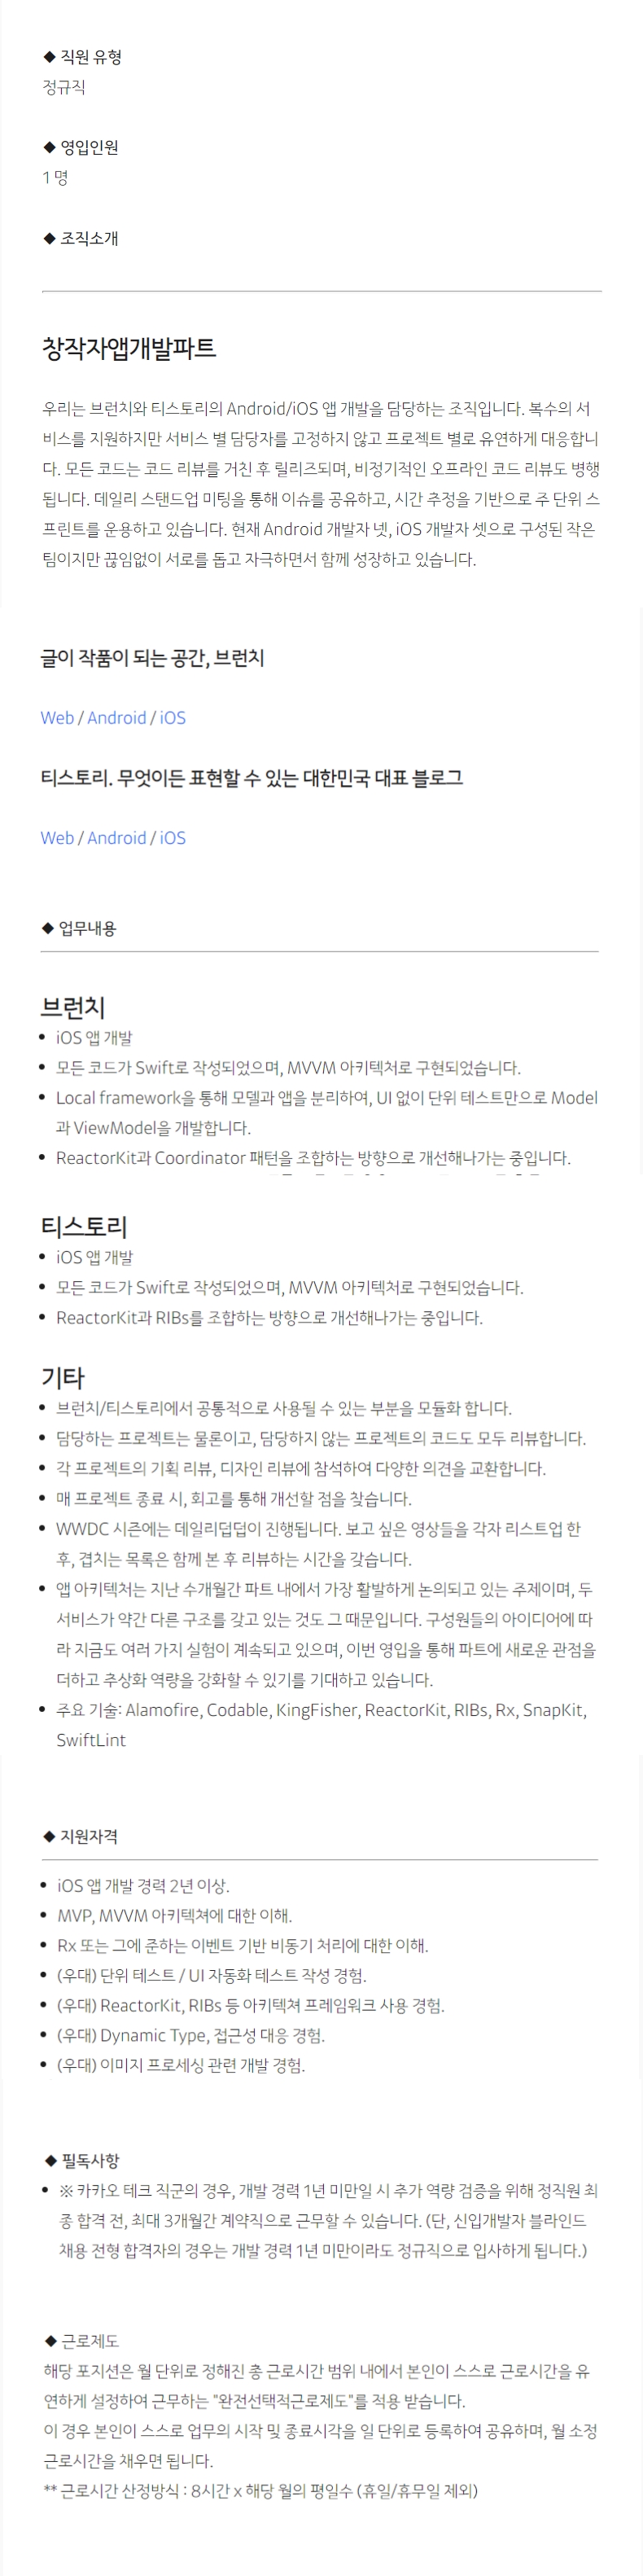 ◆ 직원 유형
정규직
◆ 영입인원
1 명
◆ 조직소개
창작자앱개발파트
우리는 브런치와 티스토리의 Android/iOS 앱 개발을 담당하는 조직입니다. 복수의 서
비스를 지원하지만 서비스 별 담당자를 고정하지 않고 프로젝트 별로 유연하게 대응합니
다. 모든 코드는 코드 리뷰를 거친 후 릴리즈되며, 비정기적인 오프라인 코드 리뷰도 병행
됩니다. 데일리 스탠드업 미팅을 통해 이슈를 공유하고, 시간 추정을 기반으로 주 단위 스
프린트를 운용하고 있습니다. 현재 Android 개발자 넷, iOS 개발자 셋으로 구성된 작은
팀이지만 끊임없이 서로를 돕고 자극하면서 함께 성장하고 있습니다.
글이 작품이 되는 공간, 브런치
Web / Android / iOS
티스토리. 무엇이든 표현할 수 있는 대한민국 대표 블로그
Web / Android / iOS
◆ 업무내용
브런치
• iOS 앱 개발
• 모든 코드가 Swift로 작성되었으며, MVVM 아키텍처로 구현되었습니다.
• Local framework을 통해 모델과 앱을 분리하여, UI 없이 단위 테스트만으로 Model
과 ViewModel을 개발합니다.
• ReactorKit과 Coordinator 패턴을 조합하는 방향으로 개선해나가는 중입니다.
티스토리
• iOS 앱 개발
• 모든 코드가 Swift로 작성되었으며, MVVM 아키텍처로 구현되었습니다.
• ReactorKit과 RIBs를 조합하는 방향으로 개선해나가는 중입니다.
기타
• 브런치/티스토리에서 공통적으로 사용될 수 있는 부분을 모듈화 합니다.
• 담당하는 프로젝트는 물론이고, 담당하지 않는 프로젝트의 코드도 모두 리뷰합니다.
• 각 프로젝트의 기획 리뷰, 디자인 리뷰에 참석하여 다양한 의견을 교환합니다.
• 매 프로젝트 종료 시, 회고를 통해 개선할 점을 찾습니다.
• WWDC 시즌에는 데일리덥덥이 진행됩니다. 보고 싶은 영상들을 각자 리스트업 한
후, 겹치는 목록은 함께 본 후 리뷰하는 시간을 갖습니다.
• 앱 아키텍처는 지난 수개월간 파트 내에서 가장 활발하게 논의되고 있는 주제이며, 두
서비스가 약간 다른 구조를 갖고 있는 것도 그 때문입니다. 구성원들의 아이디어에 따
라 지금도 여러 가지 실험이 계속되고 있으며, 이번 영입을 통해 파트에 새로운 관점을
더하고 추상화 역량을 강화할 수 있기를 기대하고 있습니다.
• 주요 기술: Alamofire, Codable, KingFisher, ReactorKit, RIBs, Rx, SnapKit,
SwiftLint
◆ 지원자격
• iOS 앱 개발 경력 2년 이상.
• MVP, MVVM 아키텍쳐에 대한 이해.
• Rx 또는 그에 준하는 이벤트 기반 비동기 처리에 대한 이해.
• (우대) 단위 테스트 / UI 자동화 테스트 작성 경험.
• (우대) ReactorKit, RIBs 등 아키텍쳐 프레임워크 사용 경험.
• (우대) Dynamic Type, 접근성 대응 경험.
• (우대) 이미지 프로세싱 관련 개발 경험.
◆ 필독사항
• ※ 카카오 테크 직군의 경우, 개발 경력 1년 미만일 시 추가 역량 검증을 위해 정직원 최
종 합격 전, 최대 3개월간 계약직으로 근무할 수 있습니다. (단, 신입개발자 블라인드
채용 전형 합격자의 경우는 개발 경력 1년 미만이라도 정규직으로 입사하게 됩니다.)
◆ 근로제도
해당 포지션은 월 단위로 정해진 총 근로시간 범위 내에서 본인이 스스로 근로시간을 유
연하게 설정하여 근무하는 "완전선택적근로제도"를 적용 받습니다.
이 경우 본인이 스스로 업무의 시작 및 종료시각을 일 단위로 등록하여 공유하며, 월 소정
근로시간을 채우면 됩니다.
** 근로시간 산정방식 : 8시간 x 해당 월의 평일수 (휴일/휴무일 제외)